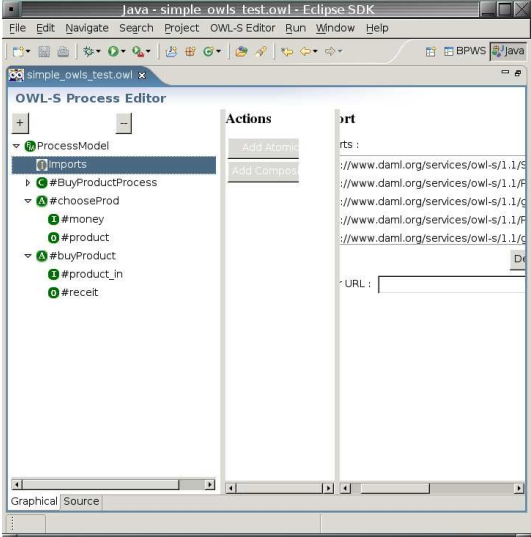 Java - simple_owls_test.owl - Eclipse SDK
File Edit Navigate Search Project OWL-S Editor Run Window Help
BPWS Java
simple_owls_test.owl
OWL-S Process Editor
+ --
Actions
ort
ProcessModel
Add Atomic
rts :
Imports
Add Composi
://www.daml.org/services/owl-s/1.1/S
#BuyProductProcess
://www.daml.org/services/owl-s/1.1/P
#chooseProd
://www.daml.org/services/owl-s/1.1/g
#money
://www.daml.org/services/owl-s/1.1/P
#product
://www.daml.org/services/owl-s/1.1/g
#buyProduct
De
#product_in
r URL :
#receit
Graphical Source